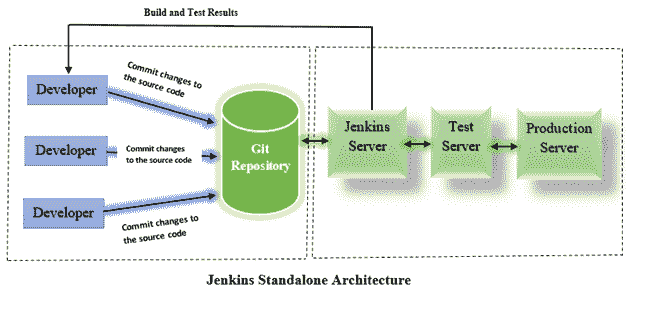 Build and Test Results
Developer
Commit changes to
the source code
Developer
Commit changes
to the source code
Developer
Commit changes to
the source code
Git
Repository
Jenkins
Server
Test
Server
Production
Server
Jenkins Standalone Architecture